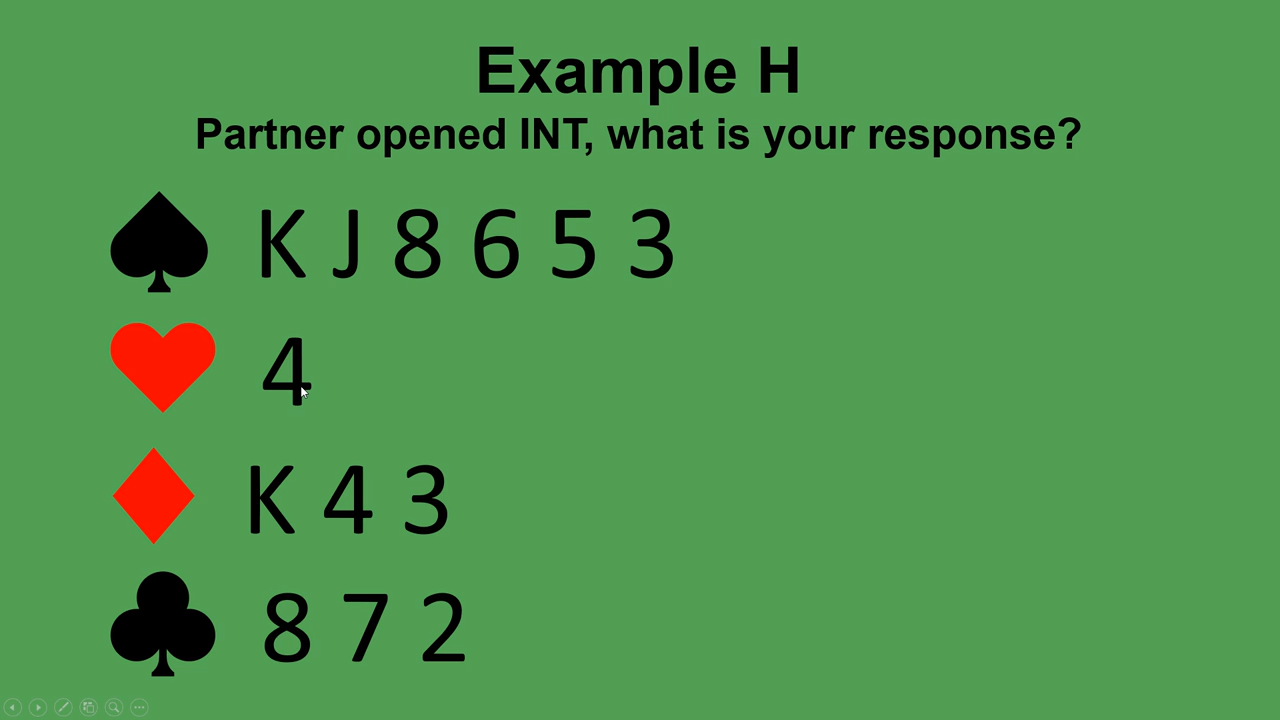 Example H
Partner opened INT, what is your response?
K J 8 6 5 3
4
K 4 3
8 7 2